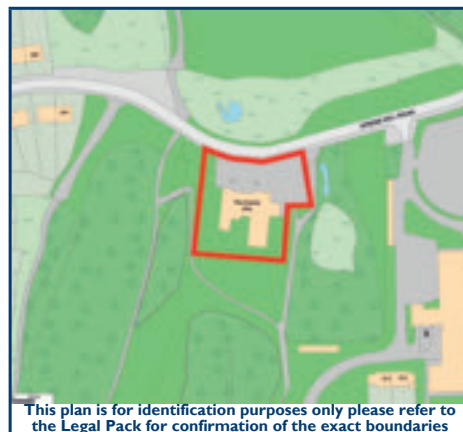 This plan is for identification purposes only please refer to
the Legal Pack for confirmation of the exact boundaries